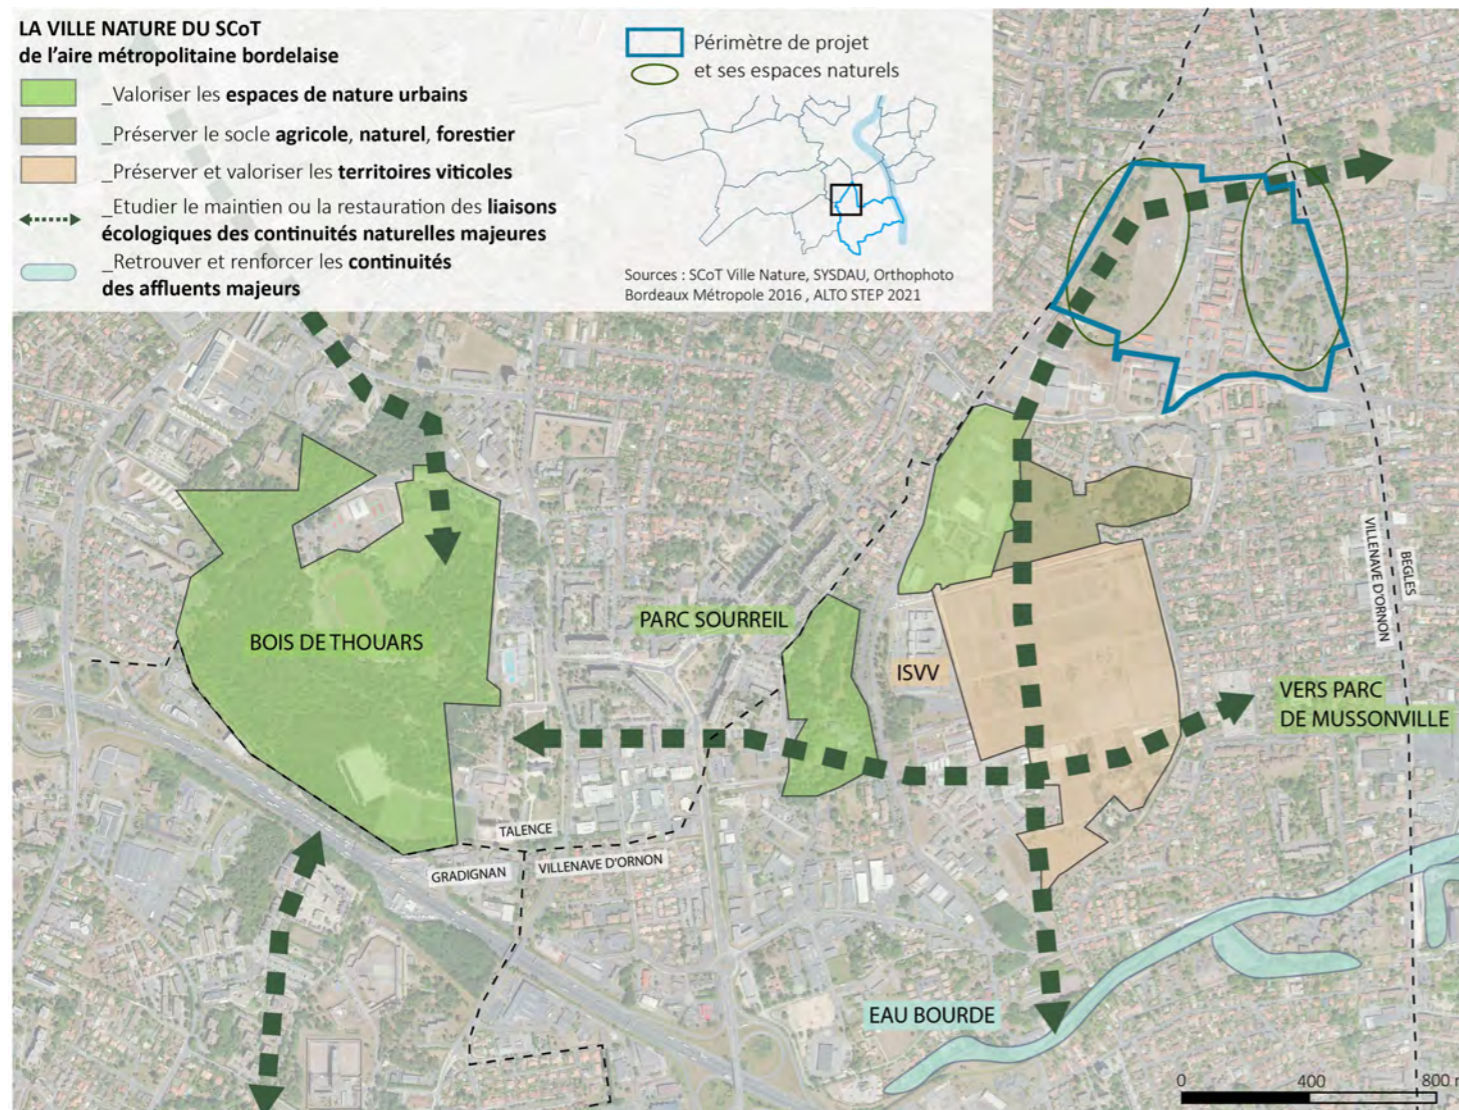 LA VILLE NATURE DU SCoT
de l'aire métropolitaine bordelaise
_Valoriser les espaces de nature urbains
_Préserver le socle agricole, naturel, forestier
_Préserver et valoriser les territoires viticoles
_Etudier le maintien ou la restauration des liaisons
écologiques des continuités naturelles majeures
_Retrouver et renforcer les continuités
des affluents majeurs
Périmètre de projet
et ses espaces naturels
Sources : SCoT Ville Nature, SYSDAU, Orthophoto
Bordeaux Métropole 2016 , ALTO STEP 2021
VILLENAVE D'ORNON
BEGLES
PARC SOURREIL
BOIS DE THOUARS
ISVV
VERS PARC
DE MUSSONVILLE
TALENCE
GRADIGNAN
VILLENAVE D'ORNON
EAU BOURDE
0 400 800 m